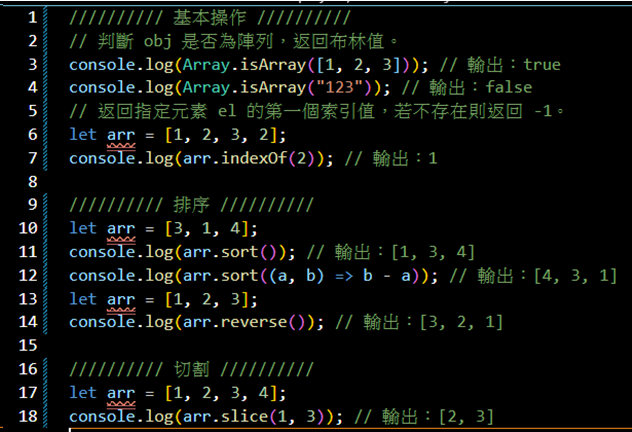 1 ////////// 基本操作 //////////
2 // 判斷 obj 是否為陣列，返回布林值。
3 console.log(Array.isArray([1, 2, 3])); // 輸出：true
4 console.log(Array.isArray("123")); // 輸出：false
5 // 返回指定元素 el 的第一個索引值，若不存在則返回 -1。
6 let arr = [1, 2, 3, 2];
7 console.log(arr.indexOf(2)); // 輸出：1
8
9 ////////// 排序 //////////
10 let arr = [3, 1, 4];
11 console.log(arr.sort()); // 輸出：[1, 3, 4]
12 console.log(arr.sort((a, b) => b - a)); // 輸出：[4, 3, 1]
13 let arr = [1, 2, 3];
14 console.log(arr.reverse()); // 輸出：[3, 2, 1]
15
16 ////////// 切割 //////////
17 let arr = [1, 2, 3, 4];
18 console.log(arr.slice(1, 3)); // 輸出：[2, 3]